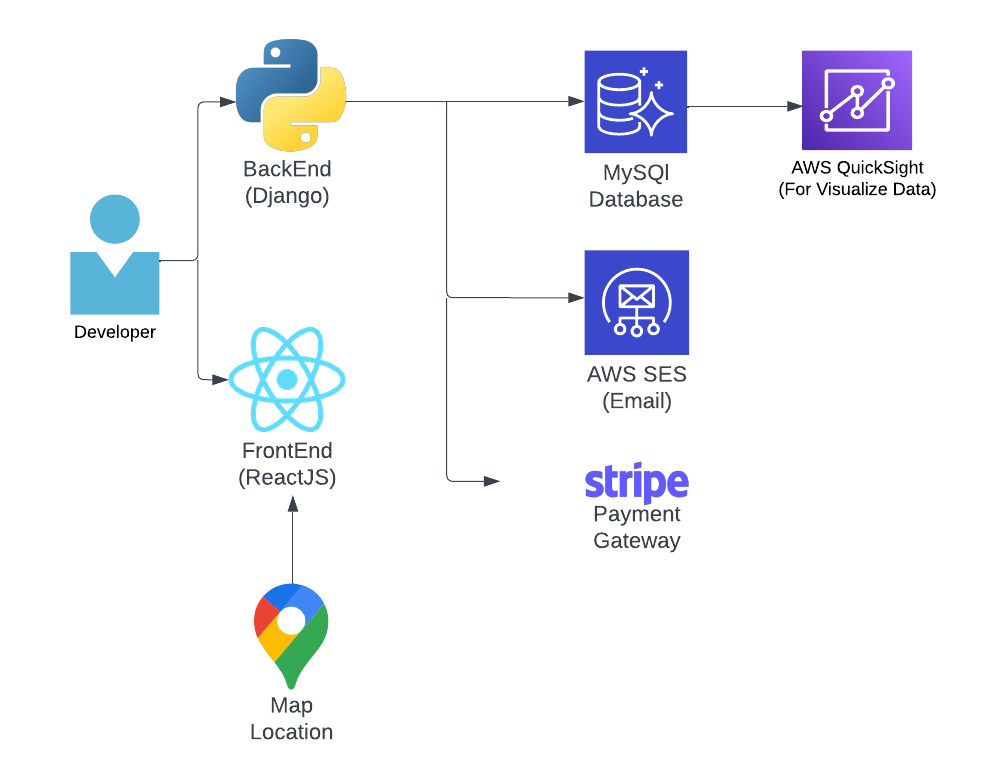 BackEnd
(Django)
MySQl
Database
AWS QuickSight
(For Visualize Data)
Developer
AWS SES
(Email)
FrontEnd
(ReactJS)
stripe
Payment
Gateway
Map
Location